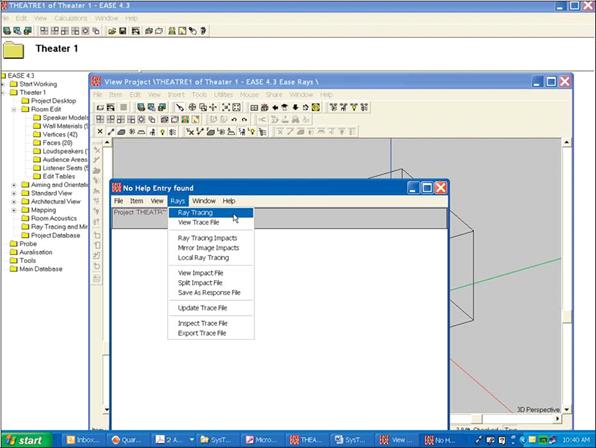 THEATRE1 of Theater 1 - EASE 4.3
File Edit View Calculations Window Help
Theater 1
EASE 4.3
Start Working
Theater 1
Project Desktop
Room Edit
Speaker Models
Wall Materials (
Vertices (42)
Faces (28)
Loudspeakers (
Audience Areas
Listener Seats (
Edit Tables
Aiming and Orientatio
Standard View
Architectural View
Mapping
Room Acoustics
Ray Tracing and Mir
Project Database
Probe
Auralisation
Tools
Main Database
View Project \THEATRE1 of Theater 1 - EASE 4.3 Ease Rays \
File Edit Item View Insert Tools Utilities Mouse Share Window Help
No Help Entry found
File Item View Rays Window Help
Project THEATR
Ray Tracing
View Trace File
Ray Tracing Impacts
Mirror Image Impacts
Local Ray Tracing
View Impact File
Split Impact File
Save As Response File
Update Trace File
Inspect Trace File
Export Trace File
3D Perspective
start
Inbox...
Quar...
2 A...
SysT...
Micro...
THEA...
SysT...
View ...
No H...
10:40 AM